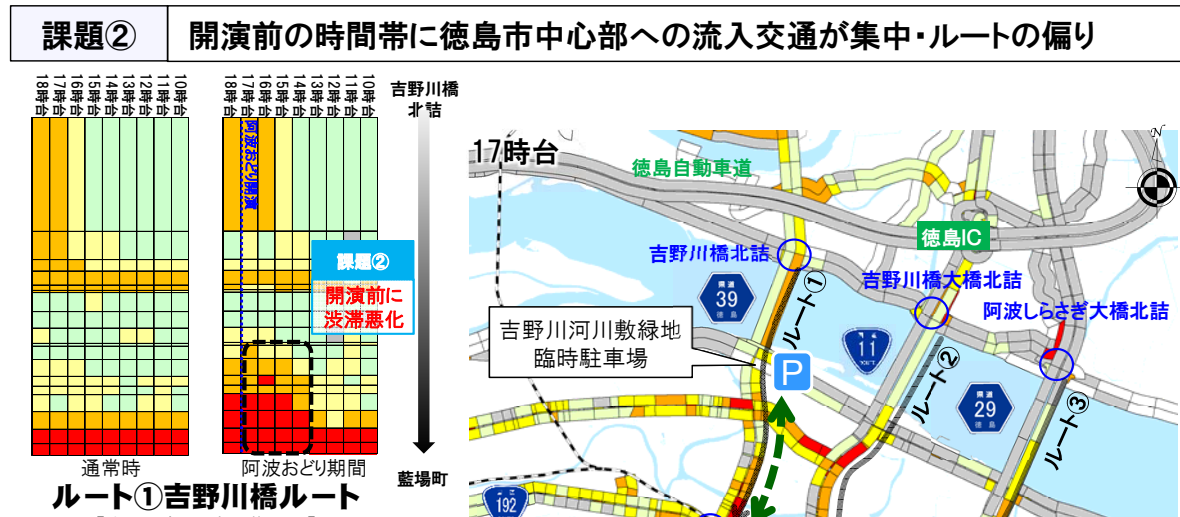 課題② 開演前の時間帯に徳島市中心部への流入交通が集中・ルートの偏り
18時台 17時台 16時台 15時台 14時台 13時台 12時台 11時台 10時台
18時台 17時台 16時台 15時台 14時台 13時台 12時台 11時台 10時台
吉野川橋
北詰
阿波おどり開演
課題②
開演前に
渋滞悪化
通常時
阿波おどり期間
藍場町
ルート①吉野川橋ルート
17時台
徳島自動車道
N
徳島IC
吉野川橋北詰
吉野川橋大橋北詰
阿波しらさぎ大橋北詰
県道
39
徳島
ルート①
11
ルート②
県道
29
徳島
ルート③
吉野川河川敷緑地
臨時駐車場
P
192